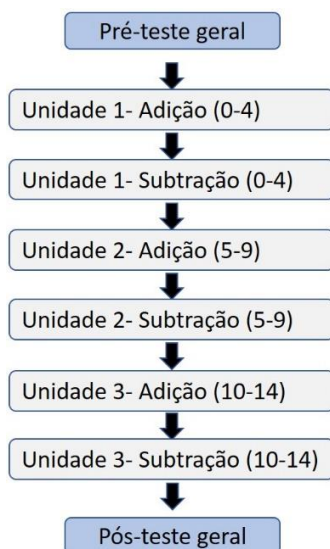 Pré-teste geral
Unidade 1- Adição (0-4)
Unidade 1- Subtração (0-4)
Unidade 2- Adição (5-9)
Unidade 2- Subtração (5-9)
Unidade 3- Adição (10-14)
Unidade 3- Subtração (10-14)
Pós-teste geral